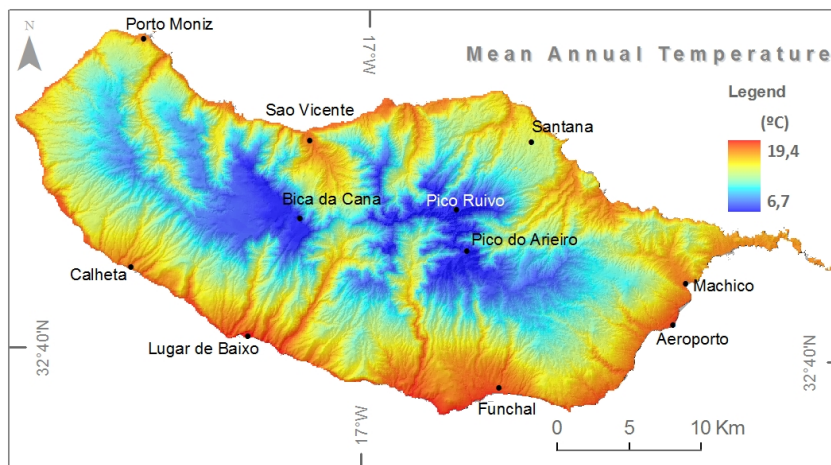 Porto Moniz
N
17°W
Mean Annual Temperature
Legend
(ºC)
19,4
6,7
Sao Vicente
Santana
Bica da Cana
Pico Ruivo
Pico do Arieiro
Calheta
Machico
Aeroporto
Lugar de Baixo
32°40'N
32°40'N
Funchal
17°W
0 5 10 Km